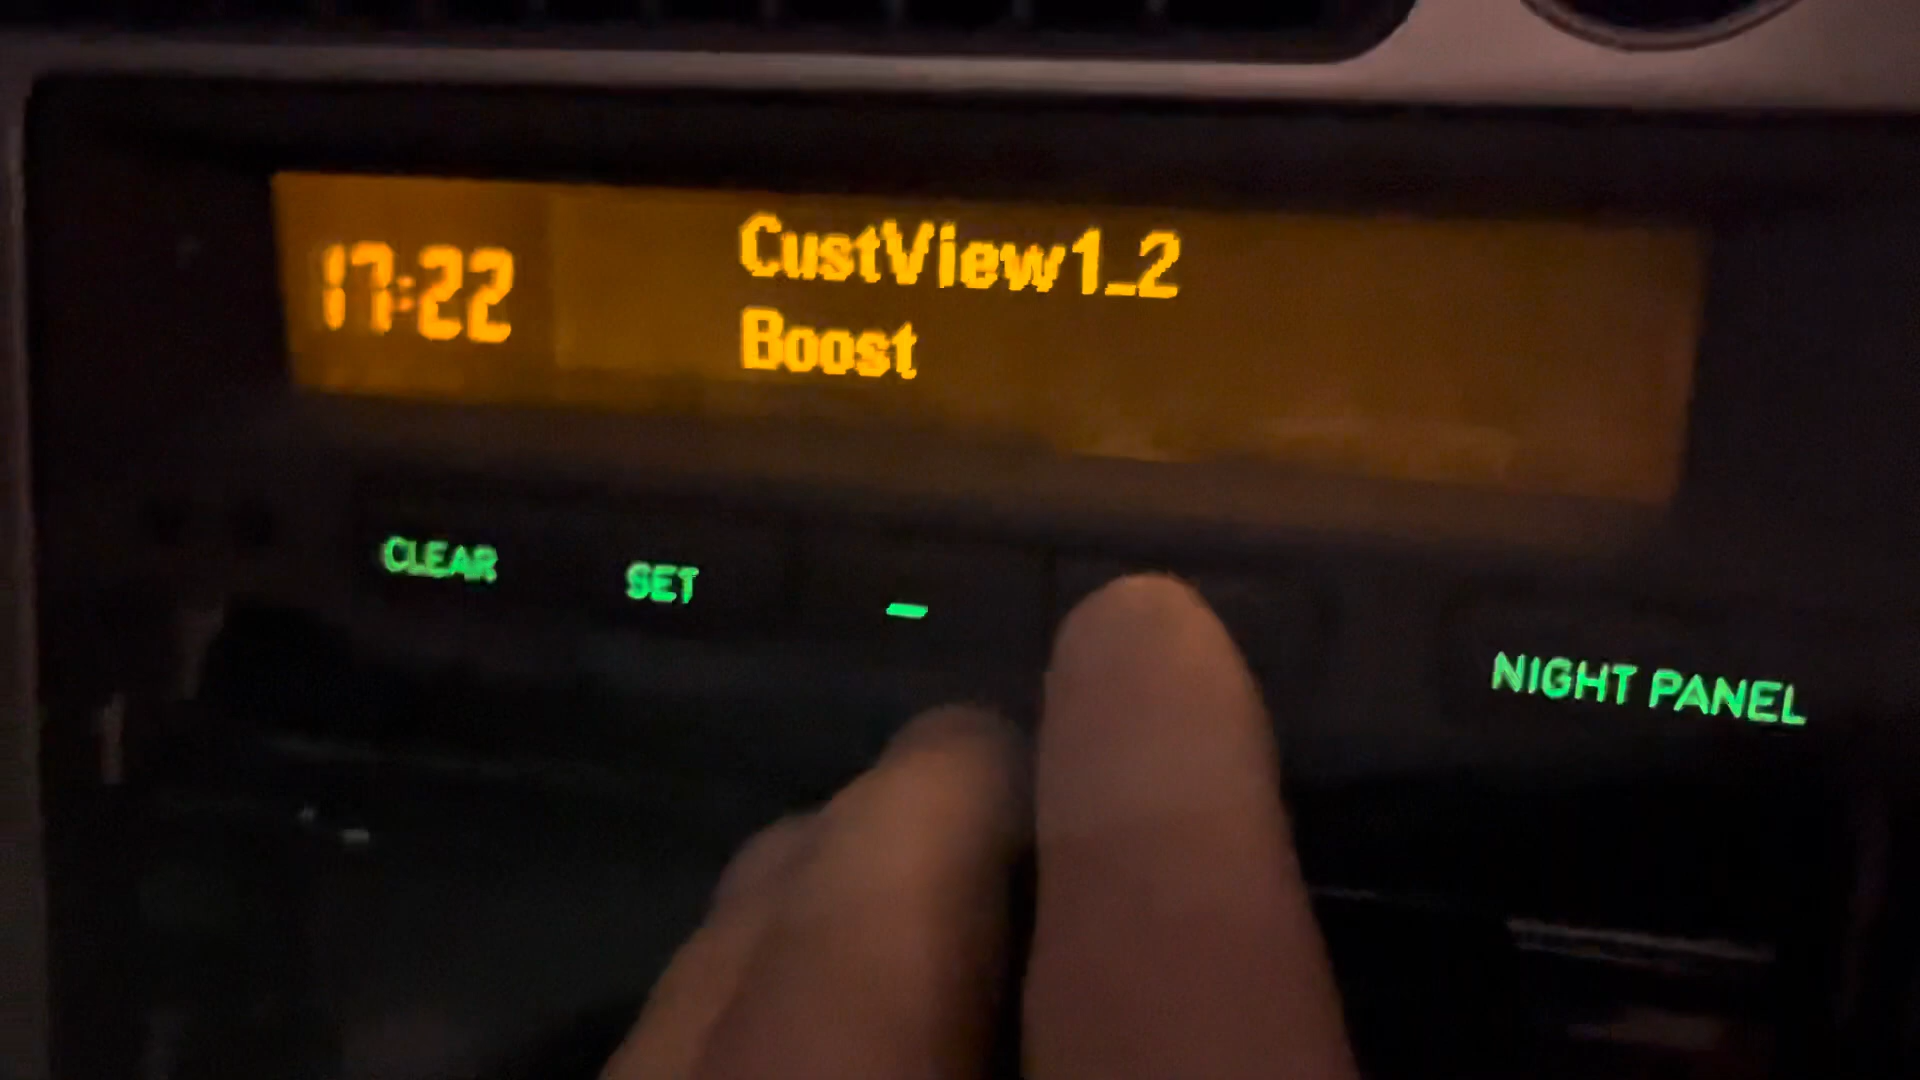 17:22
CustView1_2
Boost
CLEAR
SET
–
NIGHT PANEL